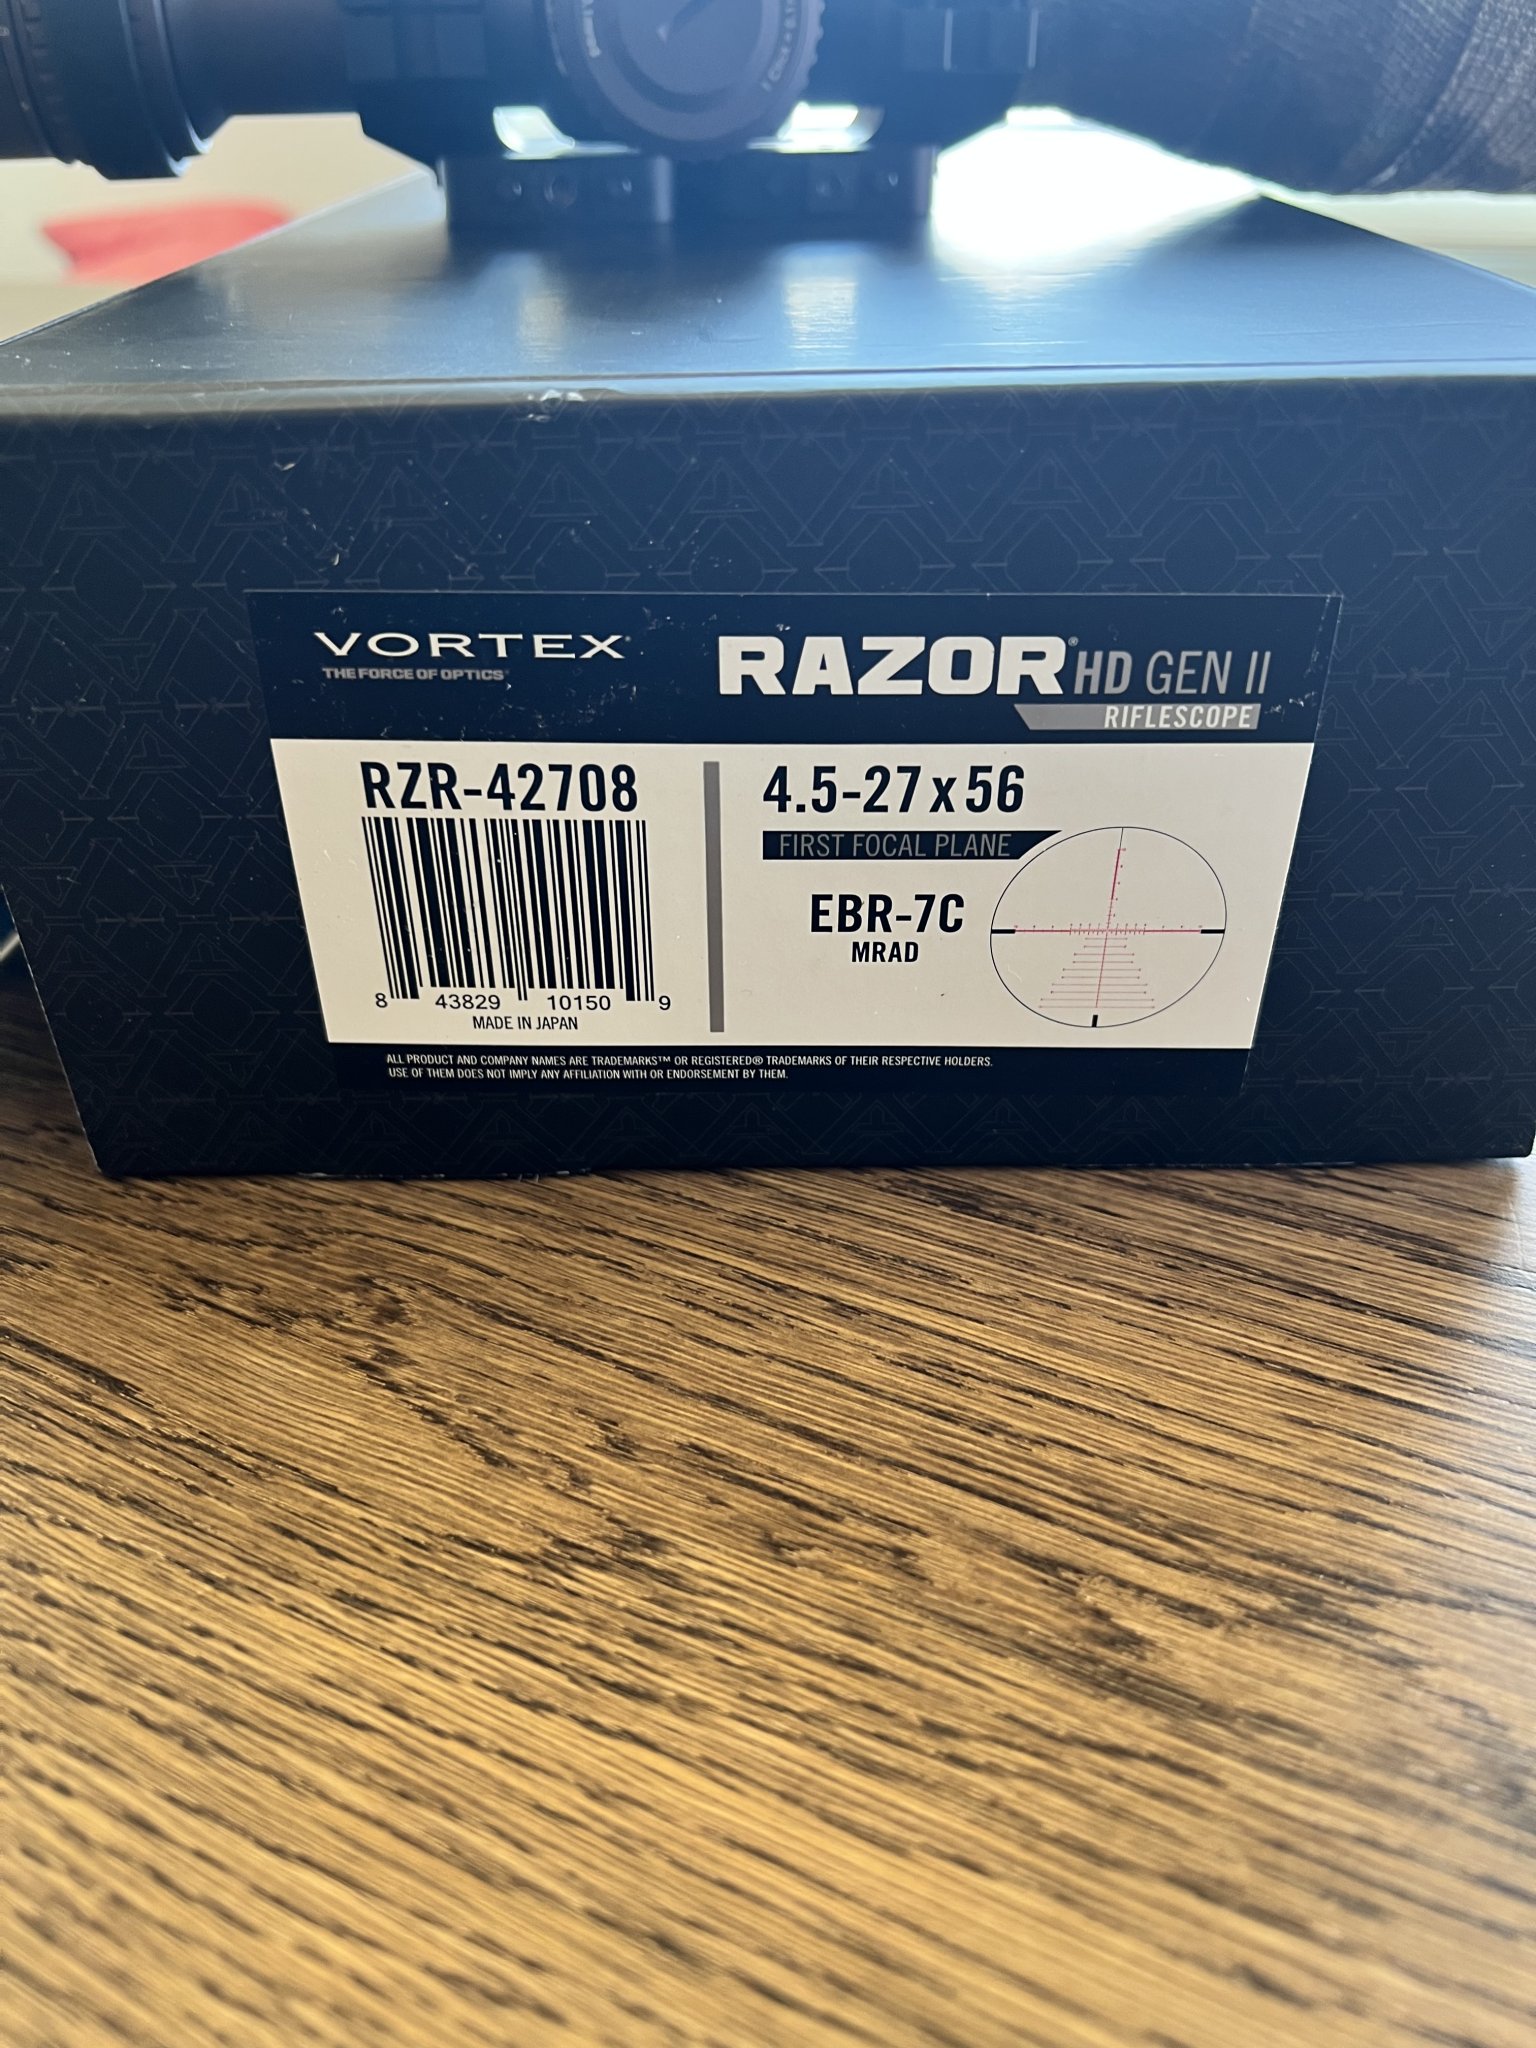 VORTEX®
THE FORCE OF OPTICS®
RAZOR® HD GEN II
RIFLESCOPE
RZR-42708
8 43829 10150 9
MADE IN JAPAN
4.5-27 x 56
FIRST FOCAL PLANE
EBR-7C
MRAD
ALL PRODUCT AND COMPANY NAMES ARE TRADEMARKS™ OR REGISTERED® TRADEMARKS OF THEIR RESPECTIVE HOLDERS.
USE OF THEM DOES NOT IMPLY ANY AFFILIATION WITH OR ENDORSEMENT BY THEM.